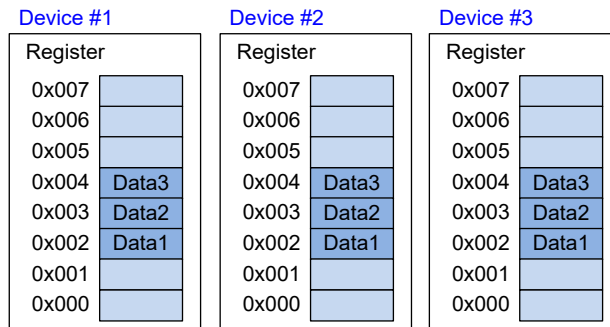 Device #1 Device #2 Device #3
Register Register Register
0x007 0x007 0x007
0x006 0x006 0x006
0x005 0x005 0x005
0x004 Data3 0x004 Data3 0x004 Data3
0x003 Data2 0x003 Data2 0x003 Data2
0x002 Data1 0x002 Data1 0x002 Data1
0x001 0x001 0x001
0x000 0x000 0x000